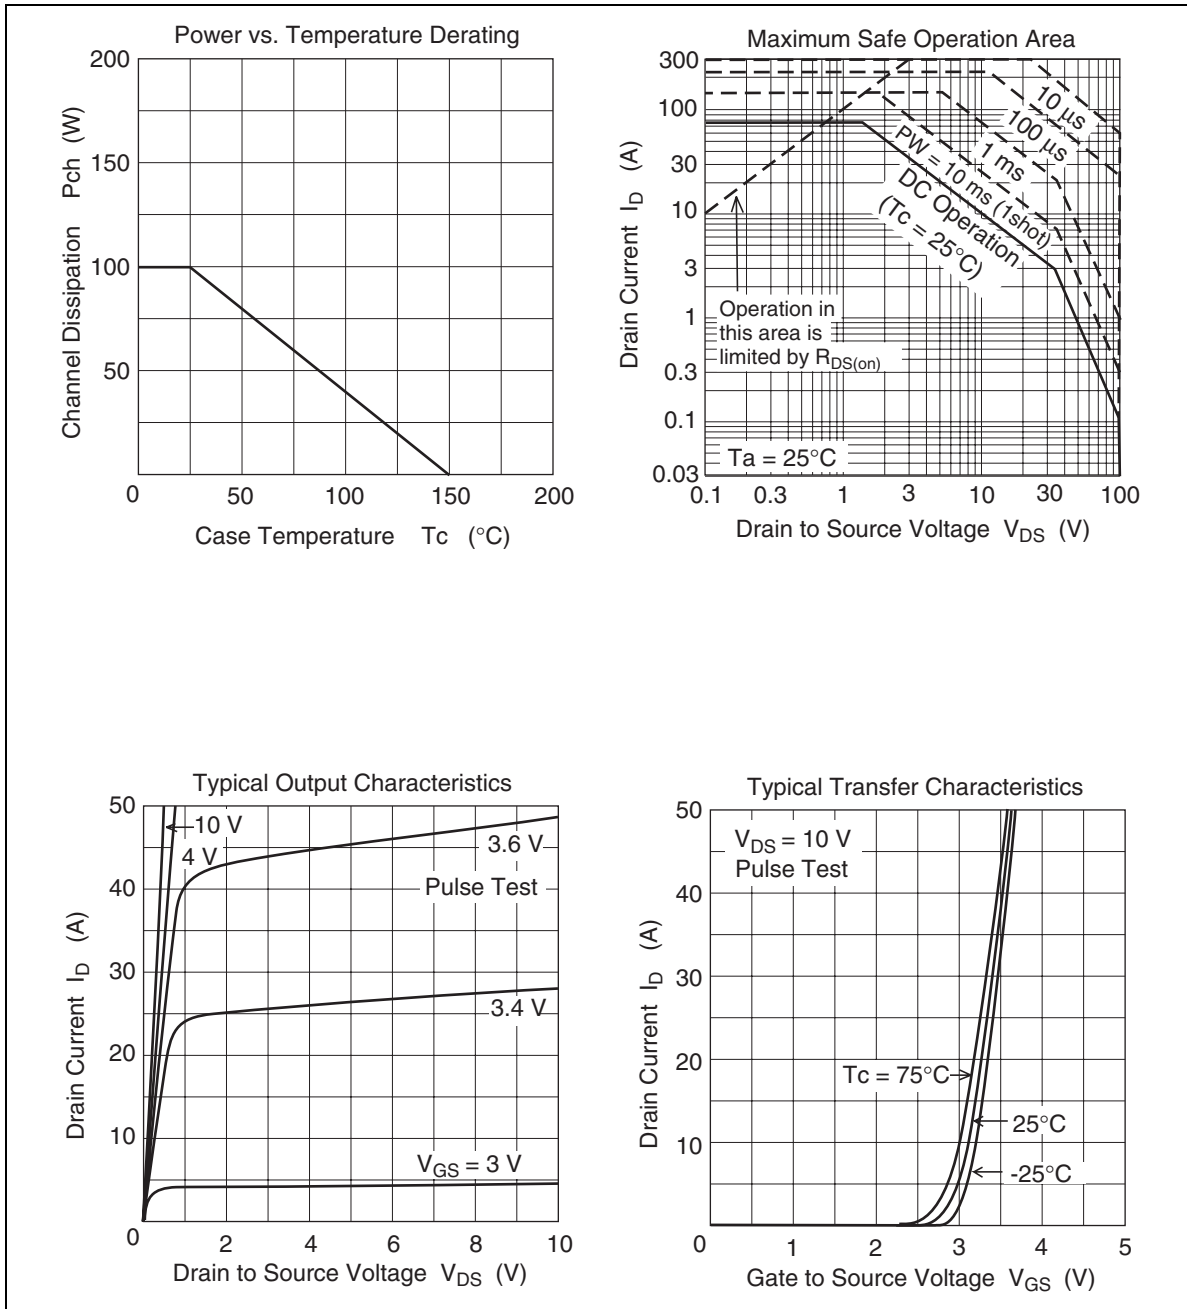 Power vs. Temperature Derating
200
150
100
50
0
50
100
150
200
Channel Dissipation Pch (W)
Case Temperature Tc (°C)
Maximum Safe Operation Area
300
100
30
10
3
1
0.3
0.1
0.03
0.1
0.3
1
3
10
30
100
Drain Current ID (A)
10 µs
100 µs
1 ms
PW = 10 ms (1shot)
DC Operation
(Tc = 25°C)
Operation in
this area is
limited by RDS(on)
Ta = 25°C
Drain to Source Voltage VDS (V)
Typical Output Characteristics
50
40
30
20
10
0
2
4
6
8
10
Drain Current ID (A)
10 V
4 V
3.6 V
Pulse Test
3.4 V
VGS = 3 V
Drain to Source Voltage VDS (V)
Typical Transfer Characteristics
50
40
30
20
10
0
1
2
3
4
5
Drain Current ID (A)
VDS = 10 V
Pulse Test
Tc = 75°C
25°C
-25°C
Gate to Source Voltage VGS (V)